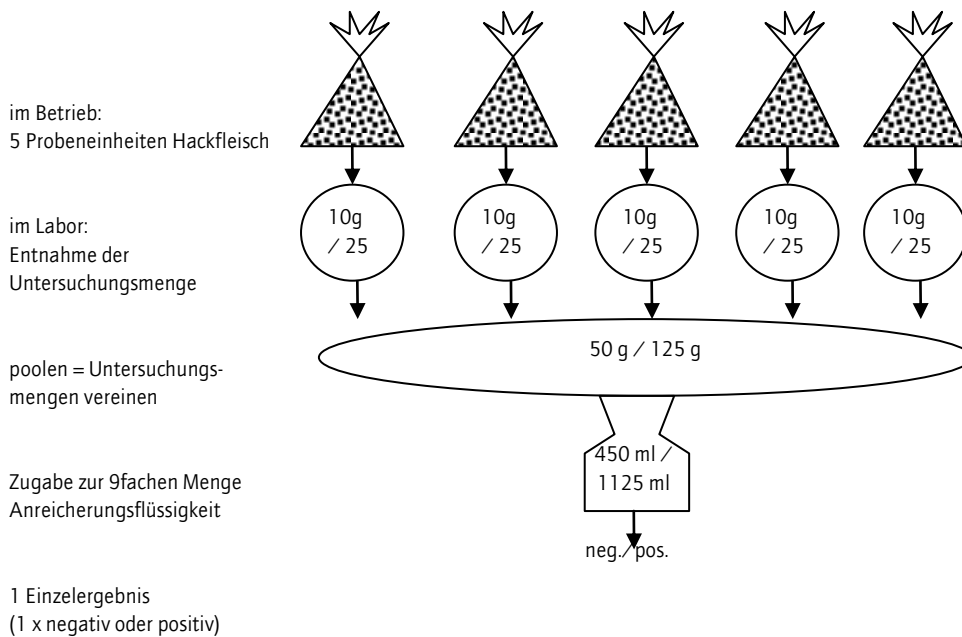 im Betrieb:
5 Probeneinheiten Hackfleisch
im Labor:
Entnahme der
Untersuchungsmenge
10g
/ 25
10g
/ 25
10g
/ 25
10g
/ 25
10g
/ 25
poolen = Untersuchungs-
mengen vereinen
50 g / 125 g
Zugabe zur 9fachen Menge
Anreicherungsflüssigkeit
450 ml /
1125 ml
neg./pos.
1 Einzelergebnis
(1 x negativ oder positiv)